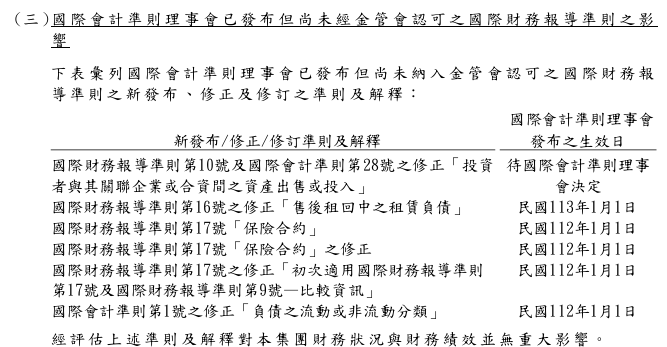 (三)國際會計準則理事會已發布但尚未經金管會認可之國際財務報導準則之影
響
下表彙列國際會計準則理事會已發布但尚未納入金管會認可之國際財務報
導準則之新發布、修正及修訂之準則及解釋：
國際會計準則理事會
新發布/修正/修訂準則及解釋 發布之生效日
國際財務報導準則第10號及國際會計準則第28號之修正「投資 待國際會計準則理事
者與其關聯企業或合資間之資產出售或投入」 會決定
國際財務報導準則第16號之修正「售後租回中之租賃負債」 民國113年1月1日
國際財務報導準則第17號「保險合約」 民國112年1月1日
國際財務報導準則第17號「保險合約」之修正 民國112年1月1日
國際財務報導準則第17號之修正「初次適用國際財務報導準則 民國112年1月1日
第17號及國際財務報導準則第9號—比較資訊」
國際會計準則第1號之修正「負債之流動或非流動分類」 民國112年1月1日
經評估上述準則及解釋對本集團財務狀況與財務績效並無重大影響。